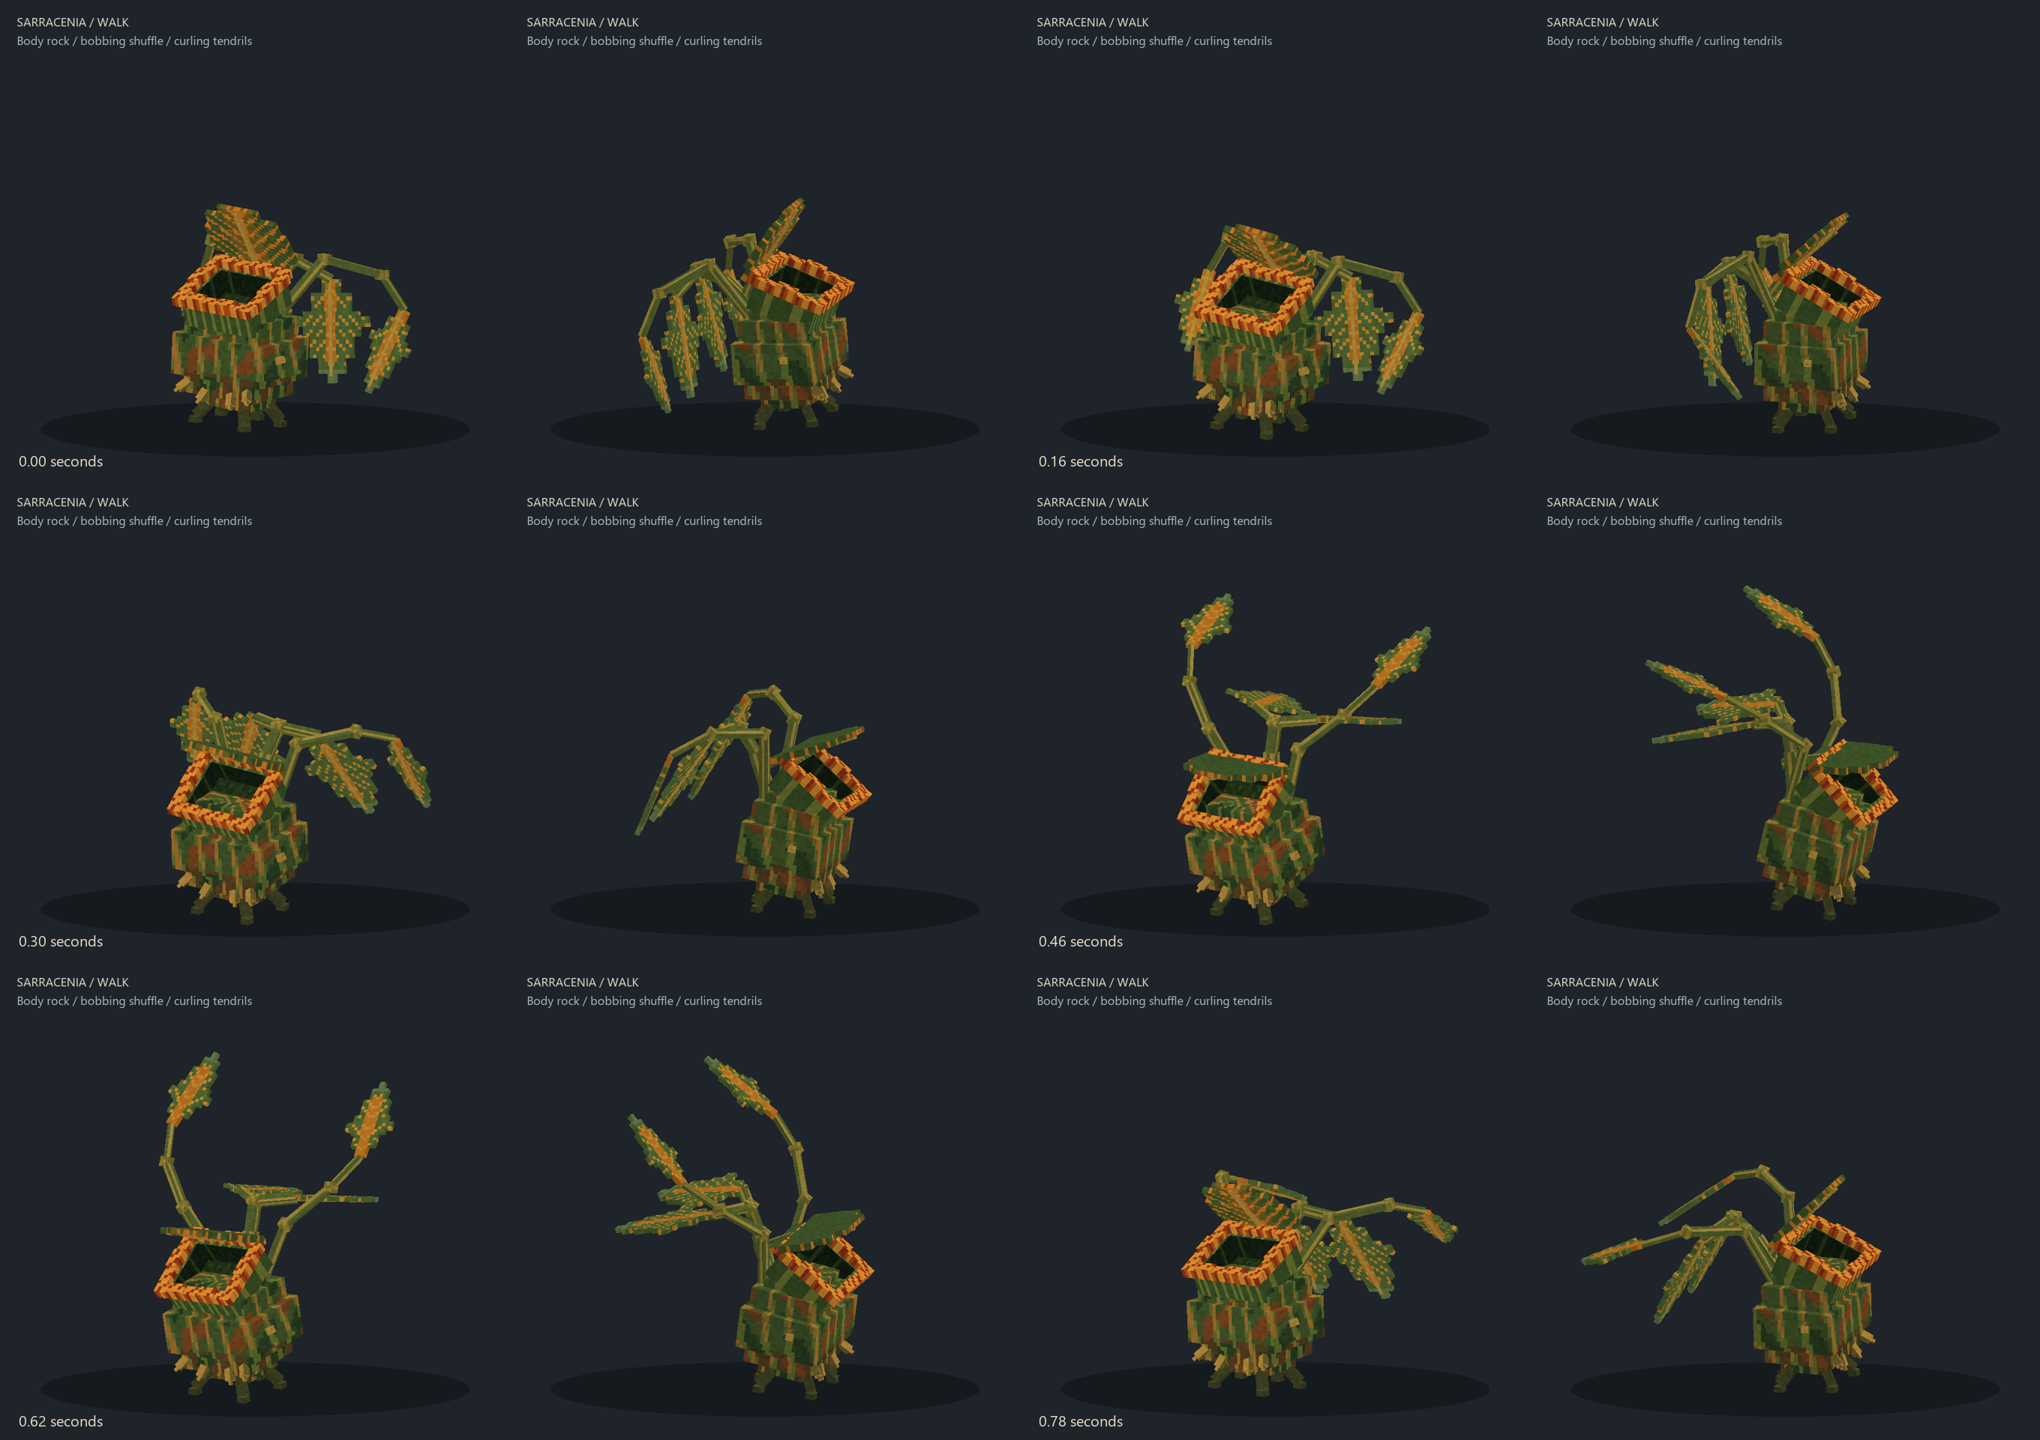 SARRACENIA / WALK
Body rock / bobbing shuffle / curling tendrils
SARRACENIA / WALK
Body rock / bobbing shuffle / curling tendrils
SARRACENIA / WALK
Body rock / bobbing shuffle / curling tendrils
SARRACENIA / WALK
Body rock / bobbing shuffle / curling tendrils
0.00 seconds
0.16 seconds
SARRACENIA / WALK
Body rock / bobbing shuffle / curling tendrils
SARRACENIA / WALK
Body rock / bobbing shuffle / curling tendrils
SARRACENIA / WALK
Body rock / bobbing shuffle / curling tendrils
SARRACENIA / WALK
Body rock / bobbing shuffle / curling tendrils
0.30 seconds
0.46 seconds
SARRACENIA / WALK
Body rock / bobbing shuffle / curling tendrils
SARRACENIA / WALK
Body rock / bobbing shuffle / curling tendrils
SARRACENIA / WALK
Body rock / bobbing shuffle / curling tendrils
SARRACENIA / WALK
Body rock / bobbing shuffle / curling tendrils
0.62 seconds
0.78 seconds